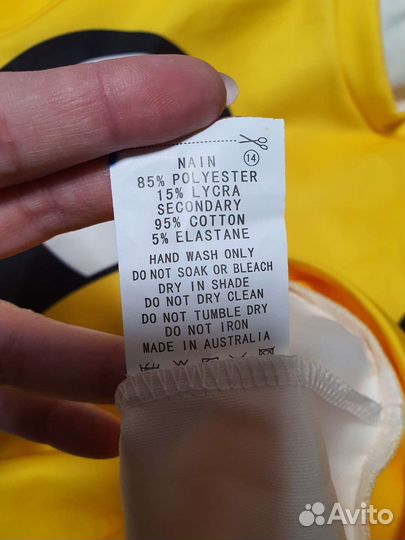 NAIN 14
85% POLYESTER
15% LYCRA
SECONDARY
95% COTTON
5% ELASTANE
HAND WASH ONLY
DO NOT SOAK OR BLEACH
DRY IN SHADE
DO NOT DRY CLEAN
DO NOT TUMBLE DRY
DO NOT IRON
MADE IN AUSTRALIA
Avito